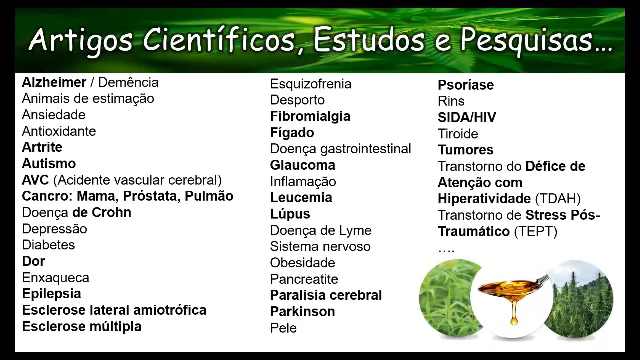 Artigos Científicos, Estudos e Pesquisas...
Alzheimer / Demência
Animais de estimação
Ansiedade
Antioxidante
Artrite
Autismo
AVC (Acidente vascular cerebral)
Cancro: Mama, Próstata, Pulmão
Doença de Crohn
Depressão
Diabetes
Dor
Enxaqueca
Epilepsia
Esclerose lateral amiotrófica
Esclerose múltipla
Esquizofrenia
Desporto
Fibromialgia
Fígado
Doença gastrointestinal
Glaucoma
Inflamação
Leucemia
Lúpus
Doença de Lyme
Sistema nervoso
Obesidade
Pancreatite
Paralisia cerebral
Parkinson
Pele
Psoríase
Rins
SIDA/HIV
Tiroide
Tumores
Transtorno do Défice de
Atenção com
Hiperatividade (TDAH)
Transtorno de Stress Pós-
Traumático (TEPT)
....